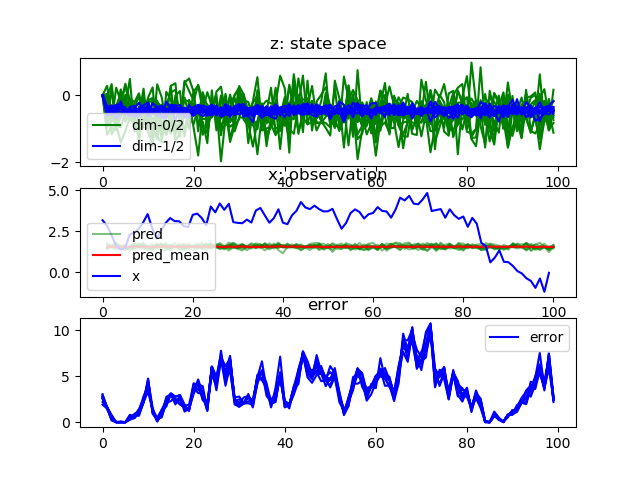 z: state space
0
−2
dim-0/2
dim-1/2
0 20 40 60 80 100
x: observation
5.0
2.5
0.0
pred
pred_mean
x
0 20 40 60 80 100
error
10
5
0
error
0 20 40 60 80 100